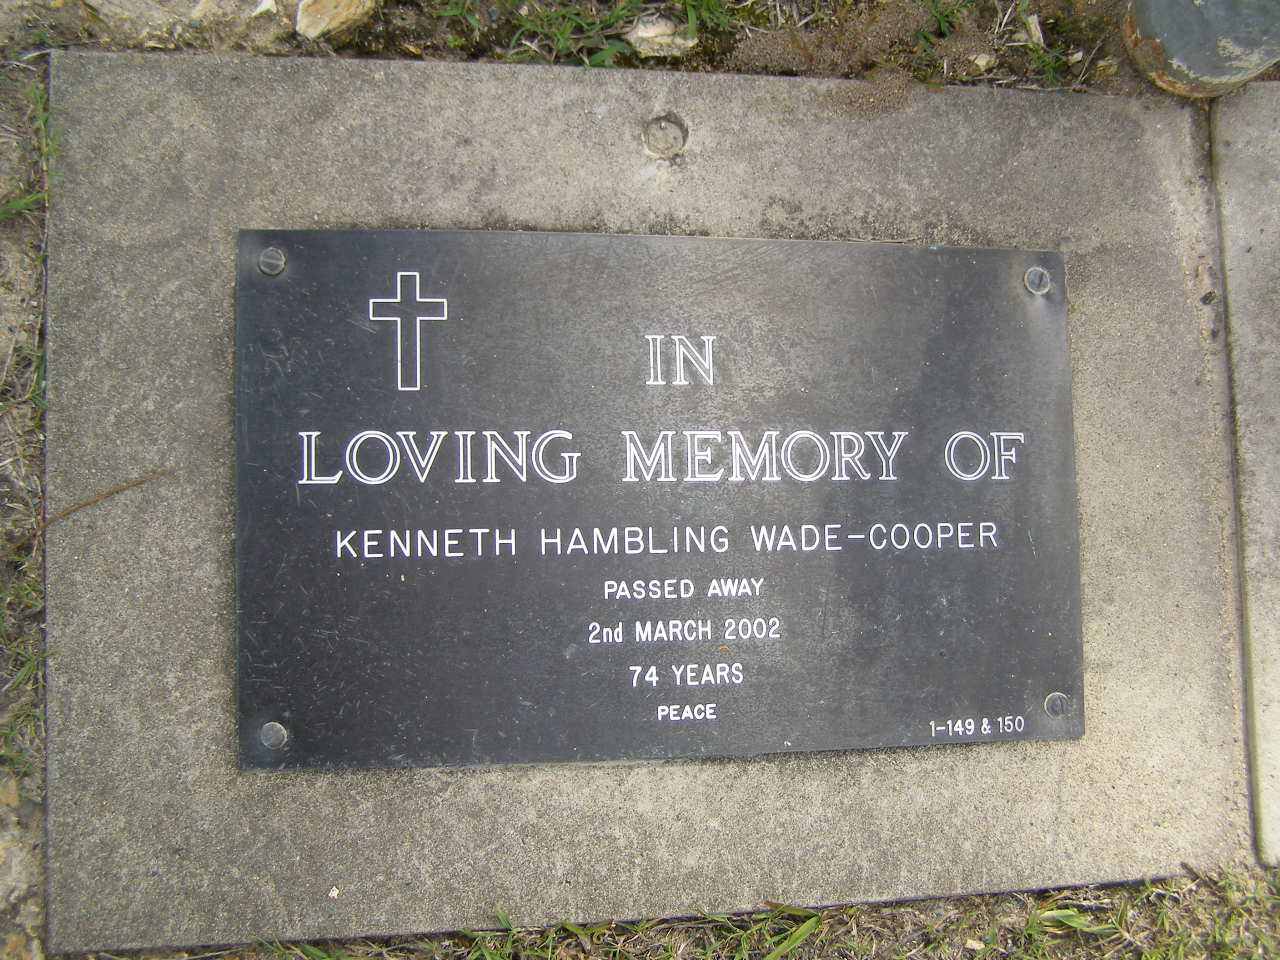 IN
LOVING MEMORY OF
KENNETH HAMBLING WADE-COOPER
PASSED AWAY
2nd MARCH 2002
74 YEARS
PEACE
1-149 & 150